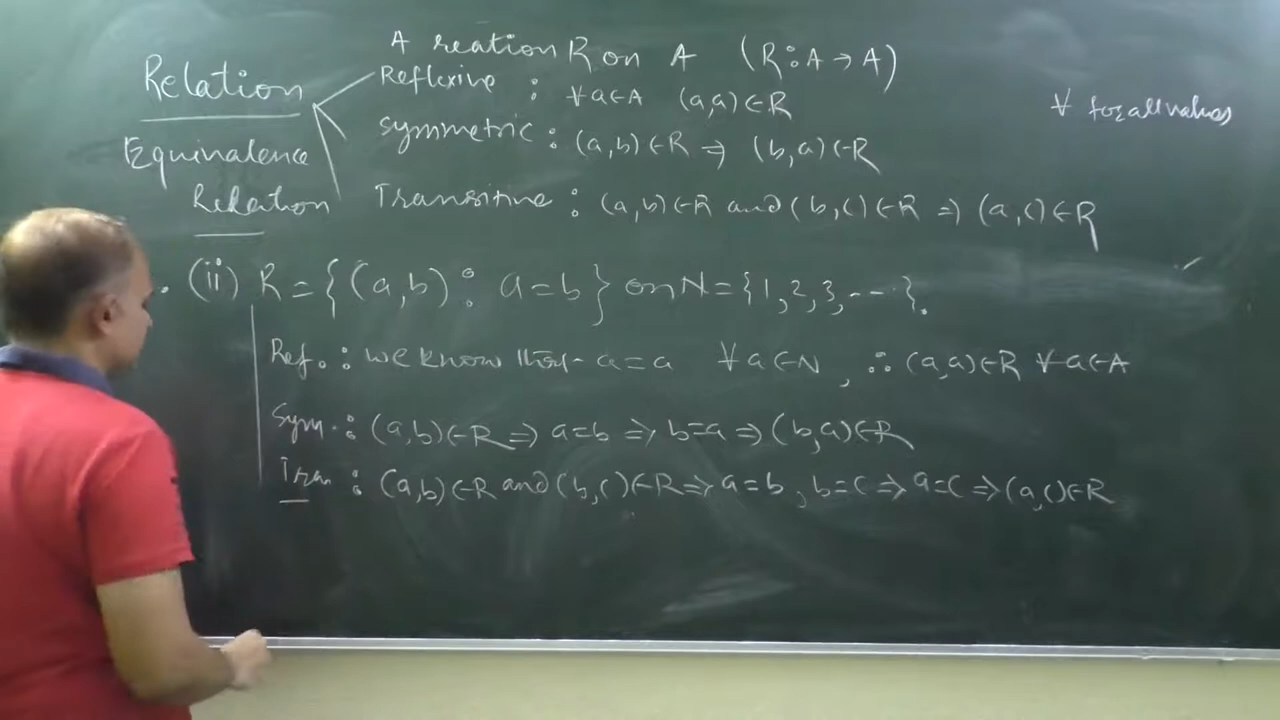 A reation R on A (R:A→A)
Relation
Reflexive : ∀a∈A (a,a)∈R
∀ for all values
Symmetric : (a,b)∈R ⇒ (b,a)∈R
Equivalence
Relation
Transitive : (a,b)∈R and (b,c)∈R ⇒ (a,c)∈R
(ii) R={(a,b): a=b} on N={1,2,3,---}.
Ref. : we know that a=a ∀a∈N, ∴ (a,a)∈R ∀a∈A
Sym. : (a,b)∈R ⇒ a=b ⇒ b=a ⇒ (b,a)∈R
Tran : (a,b)∈R and (b,c)∈R ⇒ a=b, b=c ⇒ a=c ⇒ (a,c)∈R